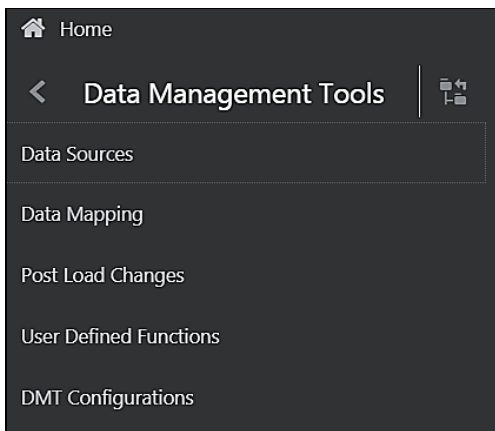 Home
Data Management Tools
Data Sources
Data Mapping
Post Load Changes
User Defined Functions
DMT Configurations